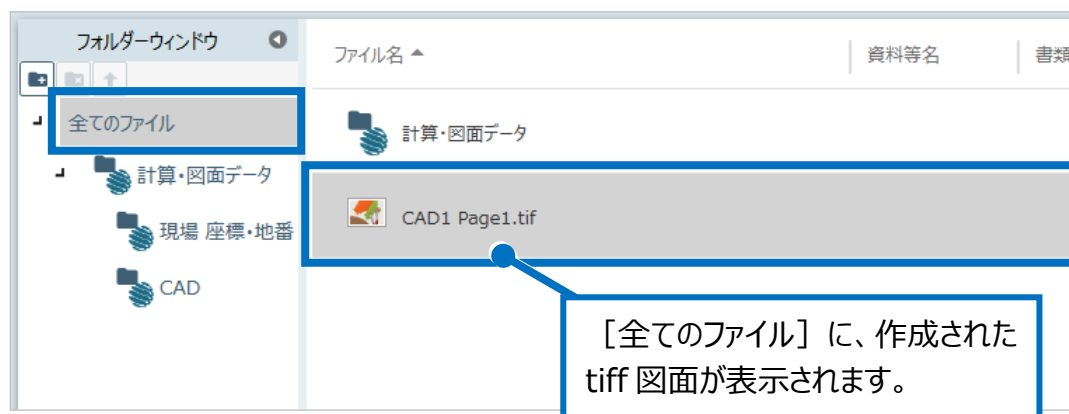 フォルダーウィンドウ
ファイル名
資料等名
書類
全てのファイル
計算・図面データ
計算・図面データ
現場 座標・地番
CAD1 Page1.tif
CAD
［全てのファイル］に、作成された
tiff 図面が表示されます。